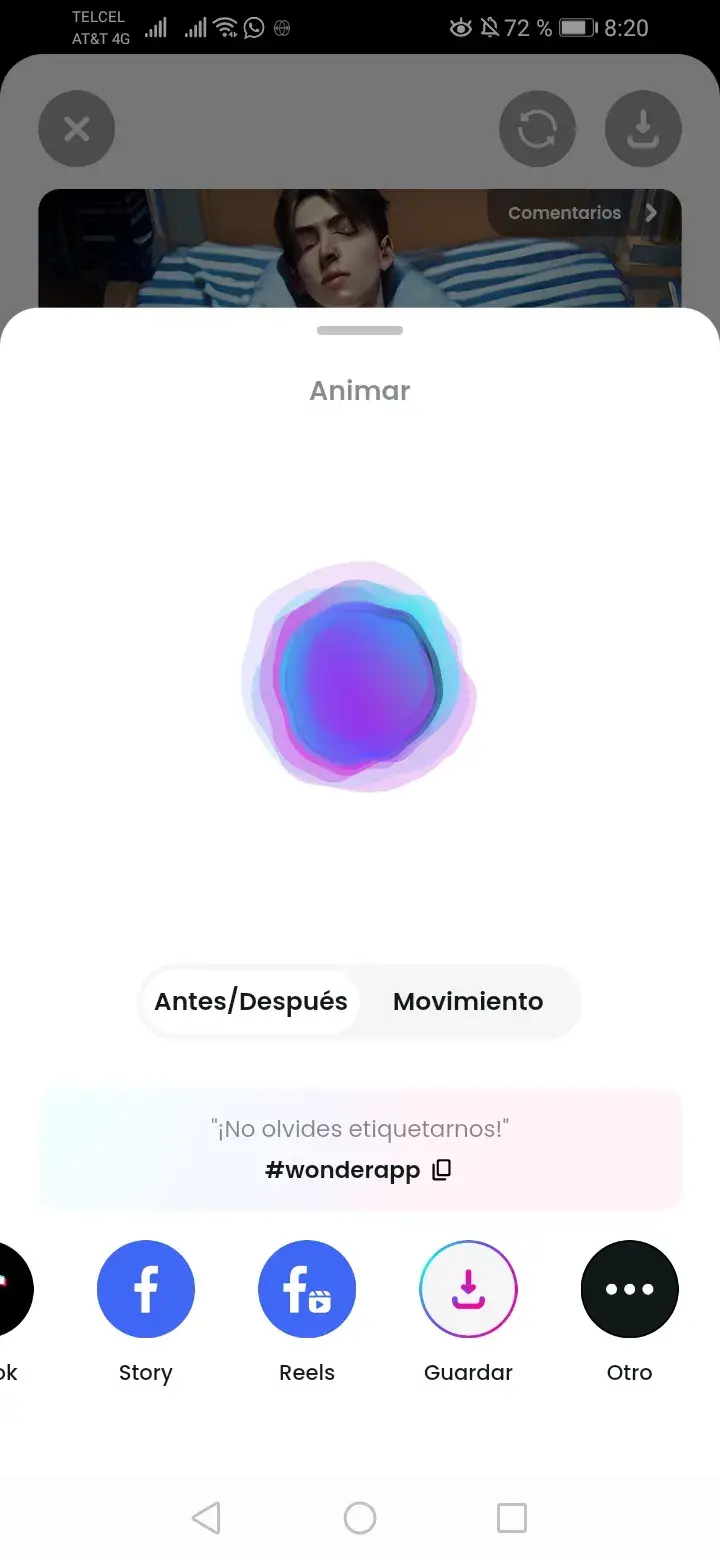 TELCEL
AT&T 4G
72 % 8:20
Comentarios
Animar
Antes/Después Movimiento
"¡No olvides etiquetarnos!"
#wonderapp
ok Story Reels Guardar Otro